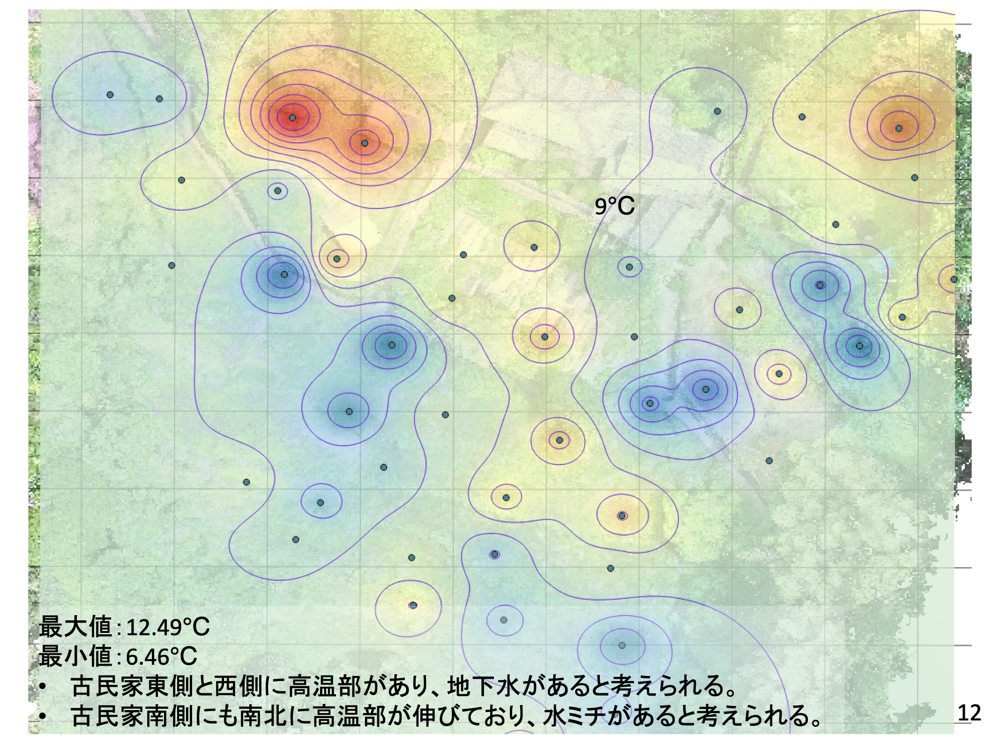 9°C
最大値：12.49°C
最小値：6.46°C
• 古民家東側と西側に高温部があり、地下水があると考えられる。
• 古民家南側にも南北に高温部が伸びており、水ミチがあると考えられる。
12